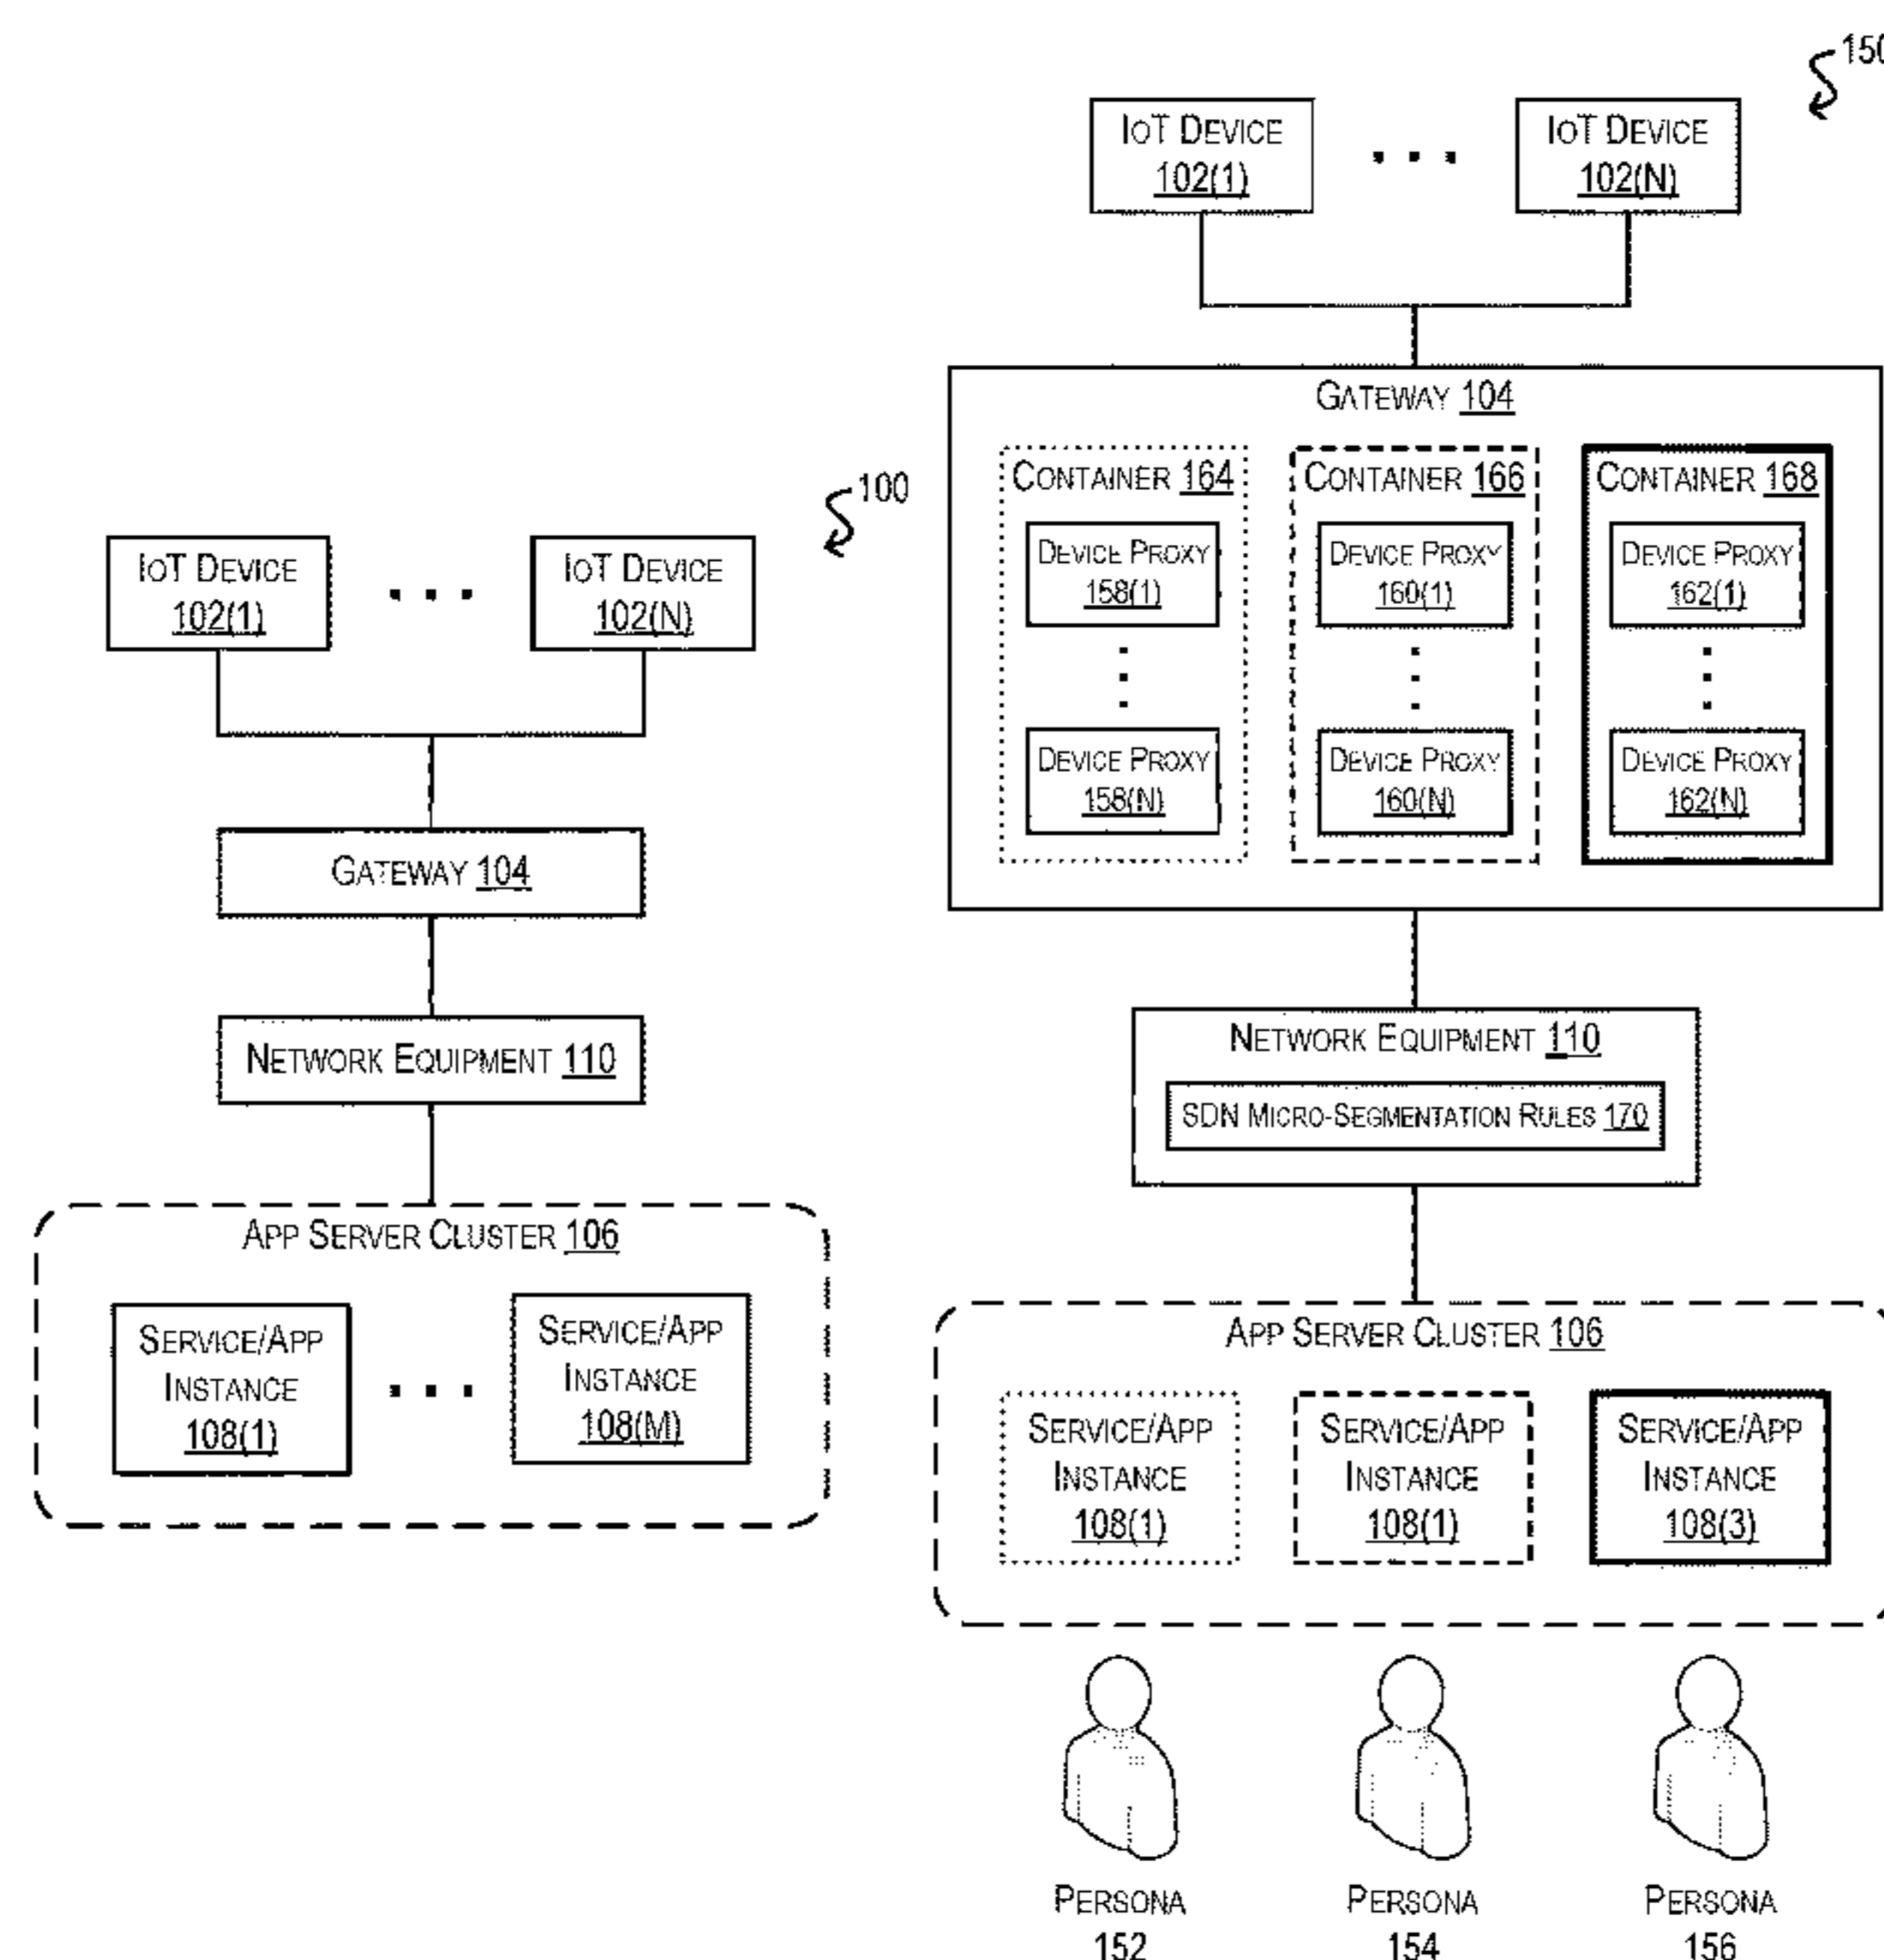 100
IoT Device
102(1)
IoT Device
102(N)
Gateway 104
Network Equipment 110
App Server Cluster 106
Service/App
Instance
108(1)
Service/App
Instance
108(M)
150
IoT Device
102(1)
IoT Device
102(N)
Gateway 104
Container 164
Device Proxy
158(1)
Device Proxy
158(N)
Container 166
Device Proxy
160(1)
Device Proxy
160(N)
Container 168
Device Proxy
162(1)
Device Proxy
162(N)
Network Equipment 110
SDN Micro-Segmentation Rules 170
App Server Cluster 106
Service/App
Instance
108(1)
Service/App
Instance
108(1)
Service/App
Instance
108(3)
Persona
152
Persona
154
Persona
156